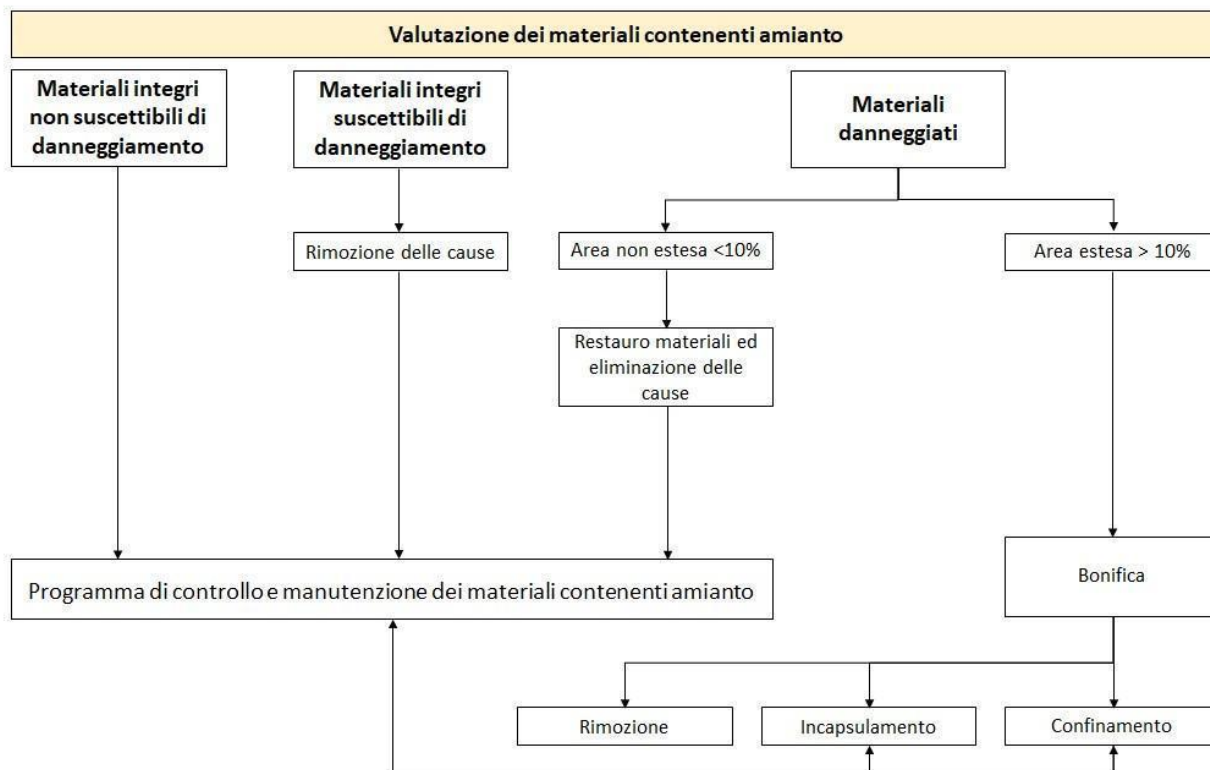 Valutazione dei materiali contenenti amianto
Materiali integri
non suscettibili di
danneggiamento
Materiali integri
suscettibili di
danneggiamento
Materiali
danneggiati
Rimozione delle cause
Area non estesa <10%
Area estesa > 10%
Restauro materiali ed
eliminazione delle
cause
Programma di controllo e manutenzione dei materiali contenenti amianto
Bonifica
Rimozione
Incapsulamento
Confinamento